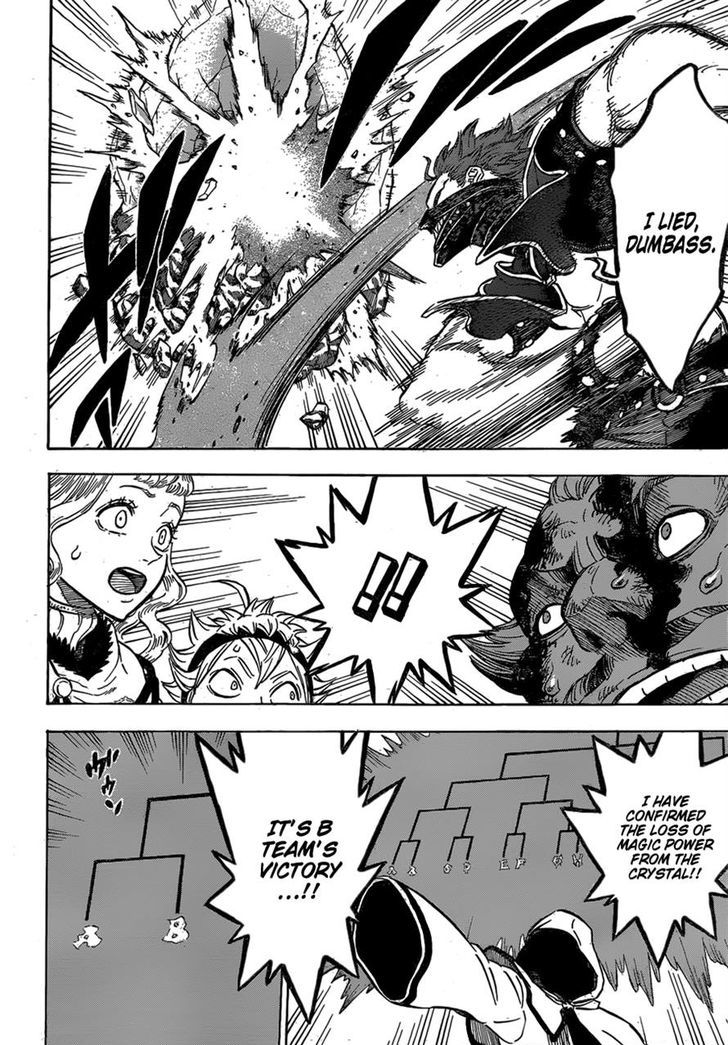 I LIED,
DUMBASS.
!!
I HAVE
CONFIRMED
THE LOSS OF
MAGIC POWER
FROM THE
CRYSTAL!!
IT'S B
TEAM'S
VICTORY
...!!
A B